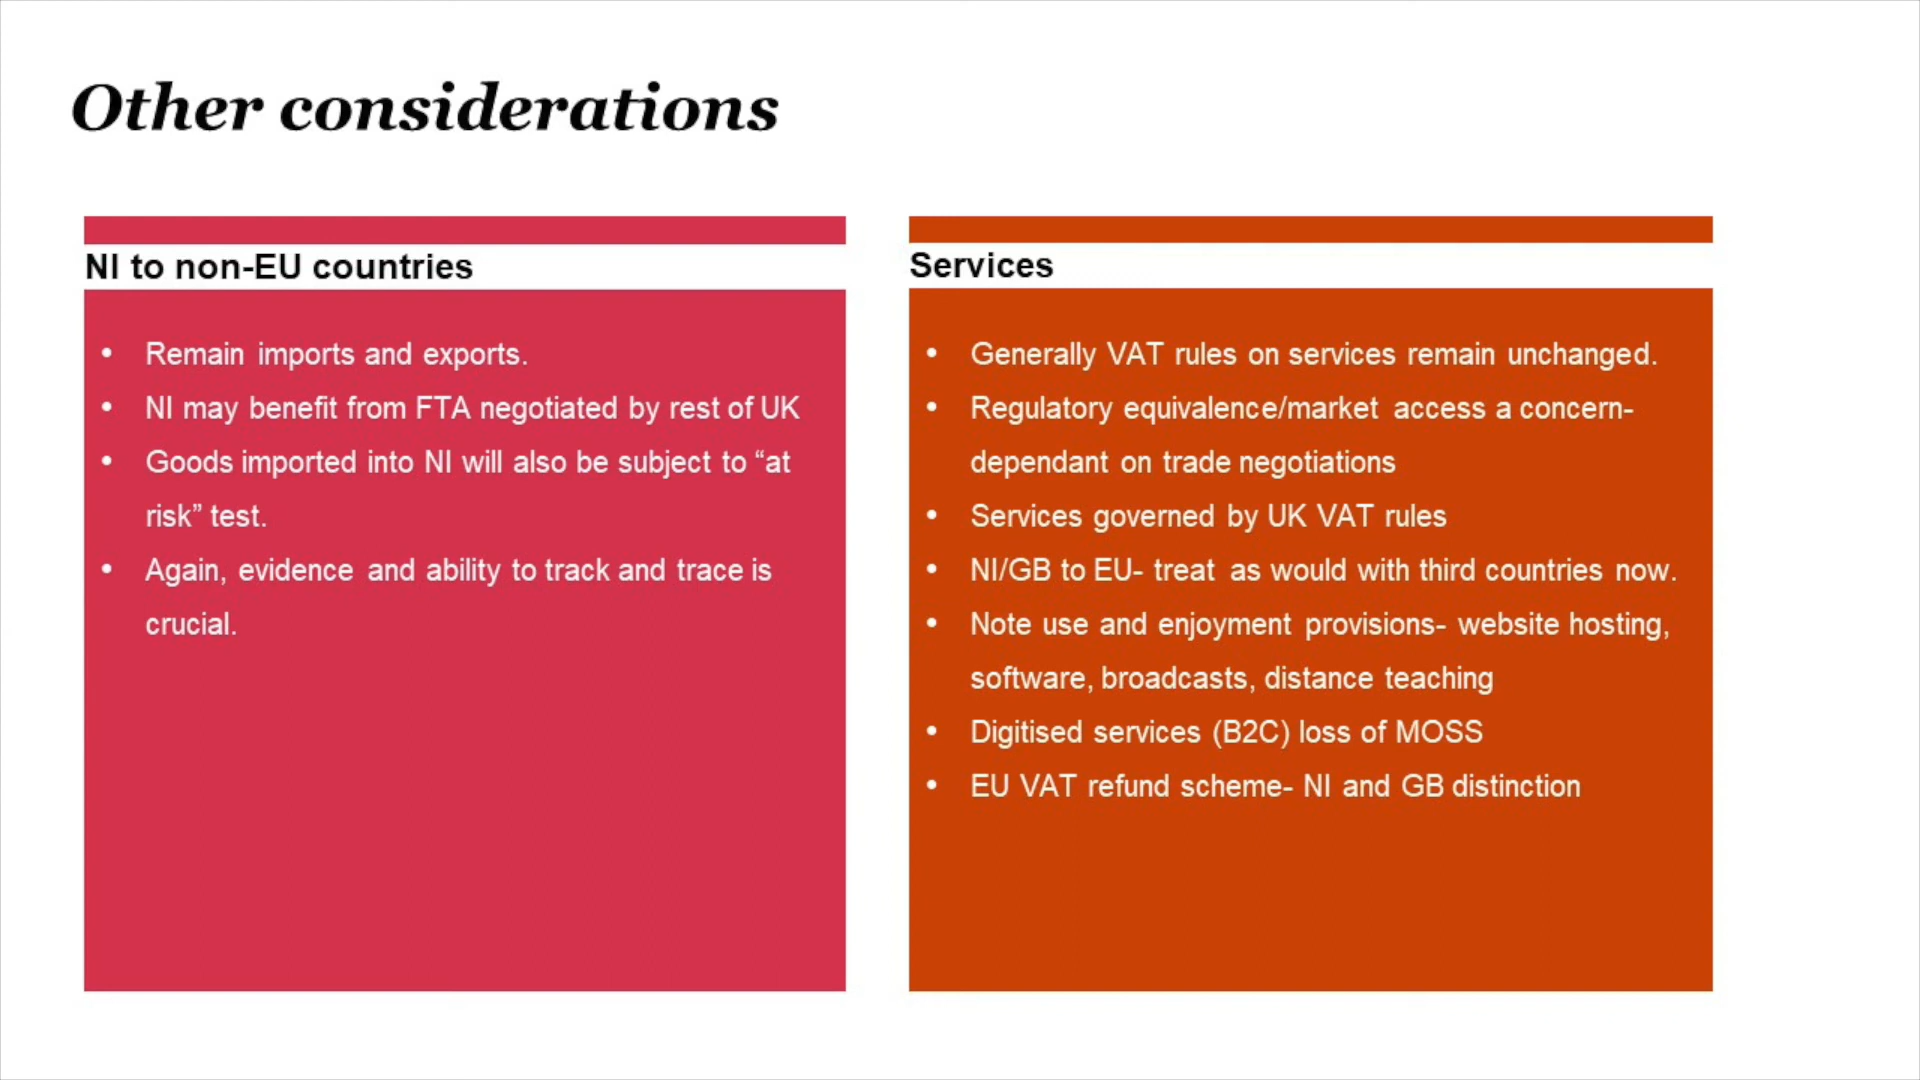 Other considerations
NI to non-EU countries
• Remain imports and exports.
• NI may benefit from FTA negotiated by rest of UK
• Goods imported into NI will also be subject to “at
risk” test.
• Again, evidence and ability to track and trace is
crucial.
Services
• Generally VAT rules on services remain unchanged.
• Regulatory equivalence/market access a concern-
dependant on trade negotiations
• Services governed by UK VAT rules
• NI/GB to EU- treat as would with third countries now.
• Note use and enjoyment provisions- website hosting,
software, broadcasts, distance teaching
• Digitised services (B2C) loss of MOSS
• EU VAT refund scheme- NI and GB distinction